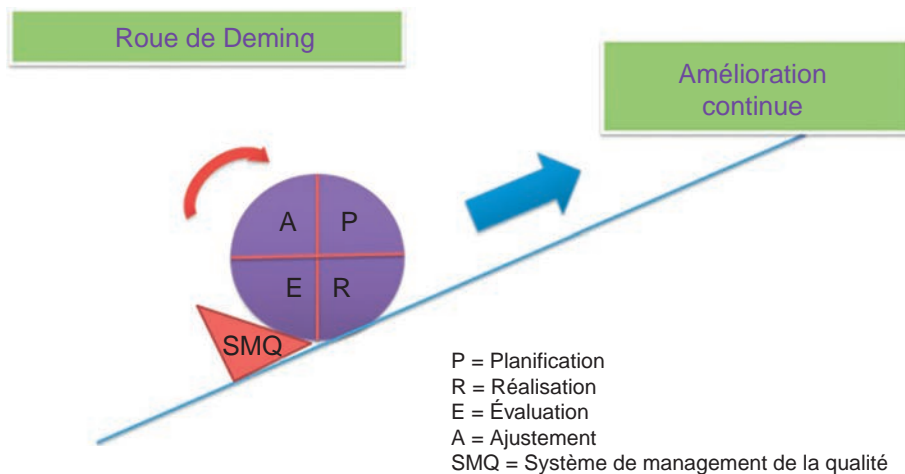 Roue de Deming
Amélioration
continue
A P
E R
SMQ
P = Planification
R = Réalisation
E = Évaluation
A = Ajustement
SMQ = Système de management de la qualité